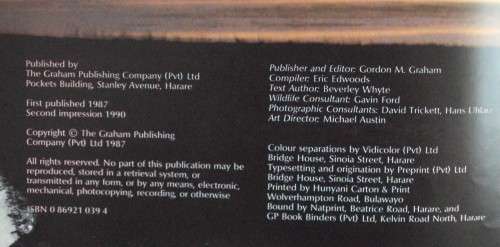 Published by
The Graham Publishing Company (Pvt) Ltd
Pockets Building, Stanley Avenue, Harare
First published 1987
Second impression 1990
Copyright © The Graham Publishing
Company (Pvt) Ltd 1987
All rights reserved. No part of this publication may be
reproduced, stored in a retrieval system, or
transmitted in any form, or by any means, electronic,
mechanical, photocopying, recording, or otherwise
ISBN 0 86921 039 4
Publisher and Editor: Gordon M. Graham
Compiler: Eric Edwoods
Text Author: Beverley Whyte
Wildlife Consultant: Gavin Ford
Photographic Consultants: David Trickett, Hans
Art Director: Michael Austin
Colour separations by Vidicolor (Pvt) Ltd
Bridge House, Sinoia Street, Harare
Typesetting and origination by Preprint (Pvt) Ltd
Bridge House, Sinoia Street, Harare
Printed by Hunyani Carton & Print
Wolverhampton Road, Bulawayo
Bound by Natprint, Beatrice Road, Harare, and
GP Book Binders (Pvt) Ltd, Kelvin Road North, Harare